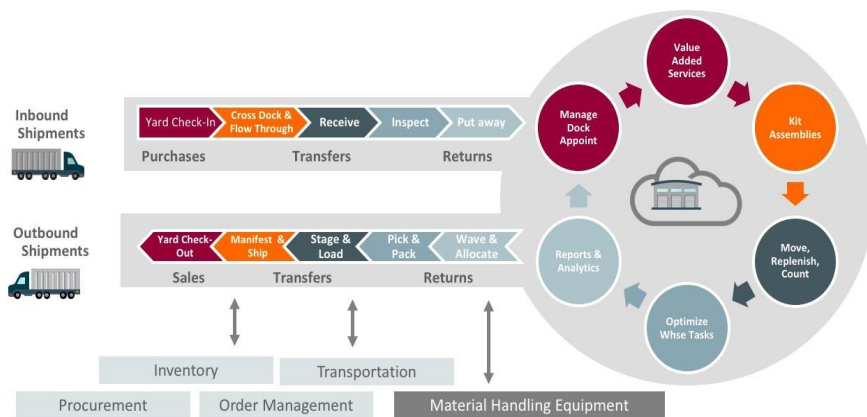 Inbound
Shipments
Yard Check-In
Cross Dock &
Flow Through
Receive
Inspect
Put away
Purchases
Transfers
Returns
Outbound
Shipments
Yard Check-
Out
Manifest &
Ship
Stage &
Load
Pick &
Pack
Wave &
Allocate
Sales
Transfers
Returns
Value
Added
Services
Manage
Dock
Appoint
Kit
Assemblies
Reports &
Analytics
Move,
Replenish,
Count
Optimize
Whse Tasks
Inventory
Transportation
Procurement
Order Management
Material Handling Equipment